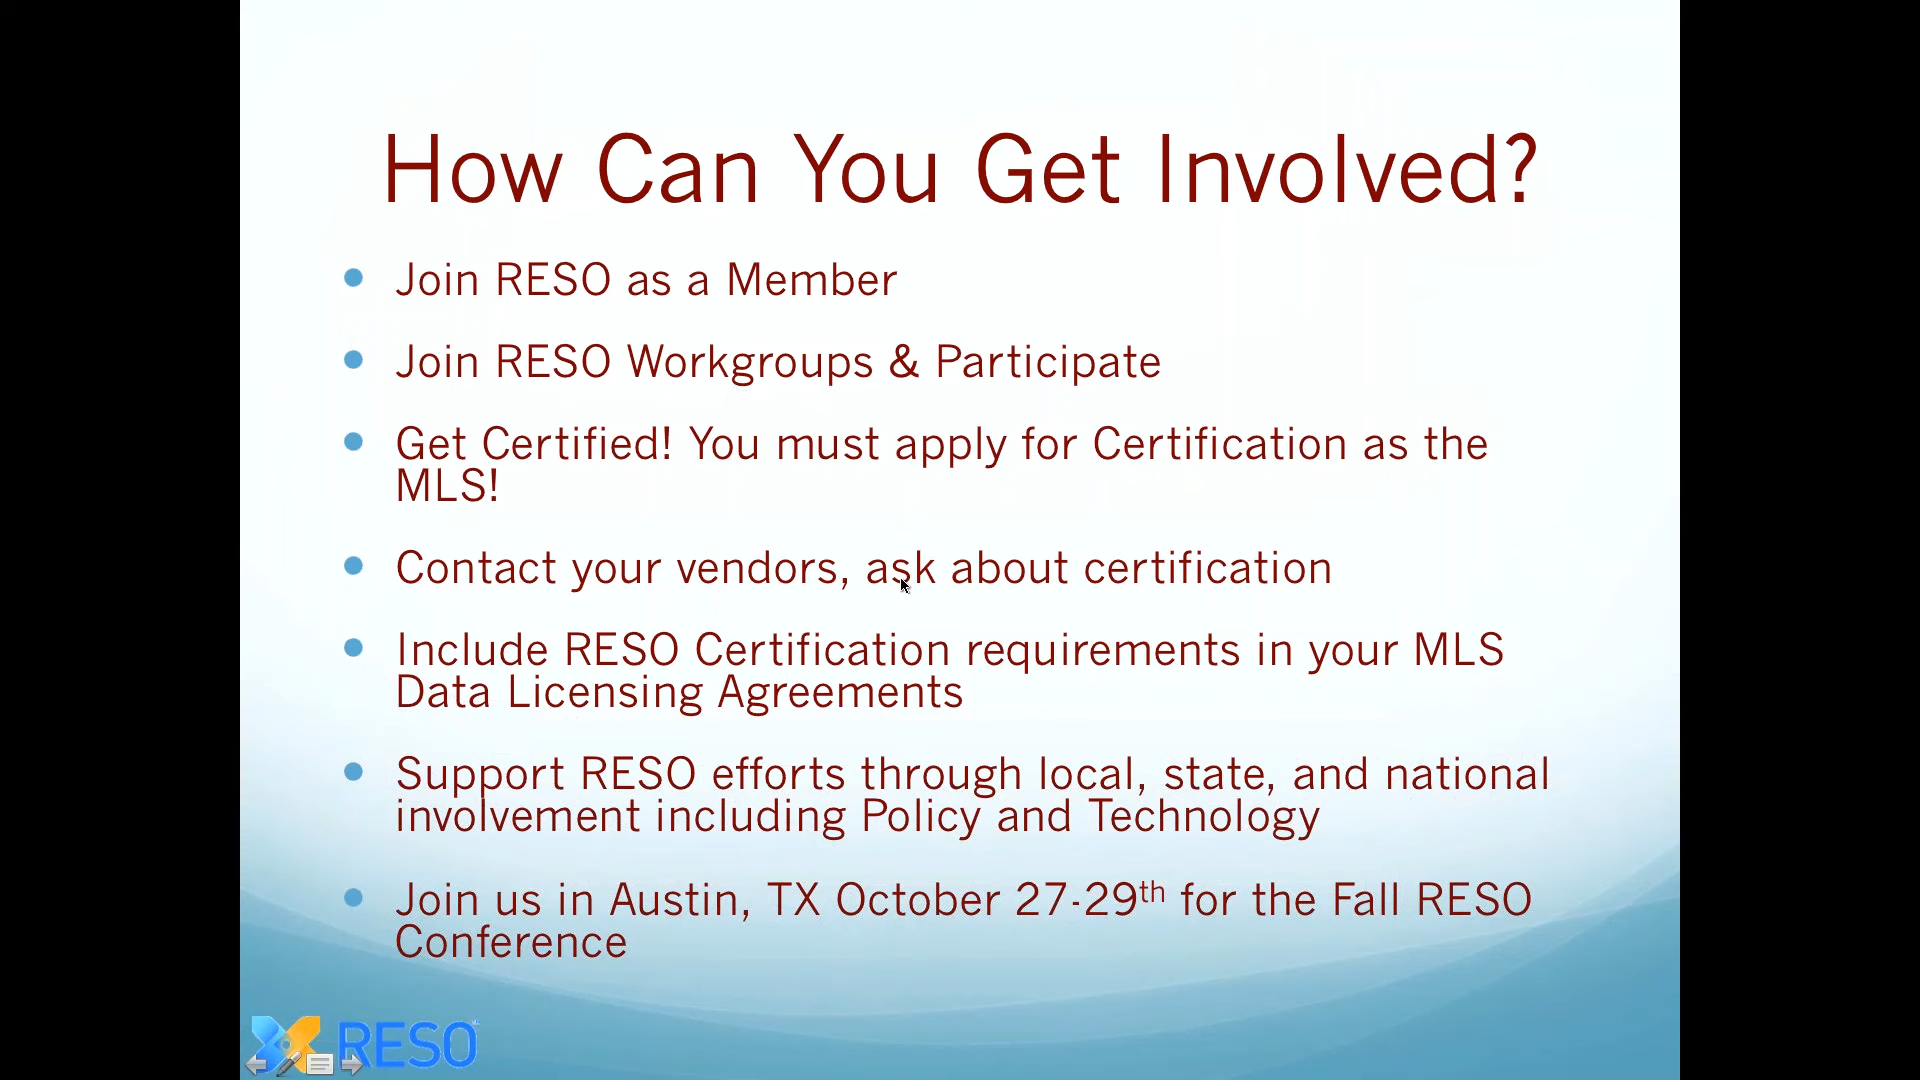 How Can You Get Involved?
Join RESO as a Member
Join RESO Workgroups & Participate
Get Certified! You must apply for Certification as the
MLS!
Contact your vendors, ask about certification
Include RESO Certification requirements in your MLS
Data Licensing Agreements
Support RESO efforts through local, state, and national
involvement including Policy and Technology
Join us in Austin, TX October 27-29th for the Fall RESO
Conference
RESO